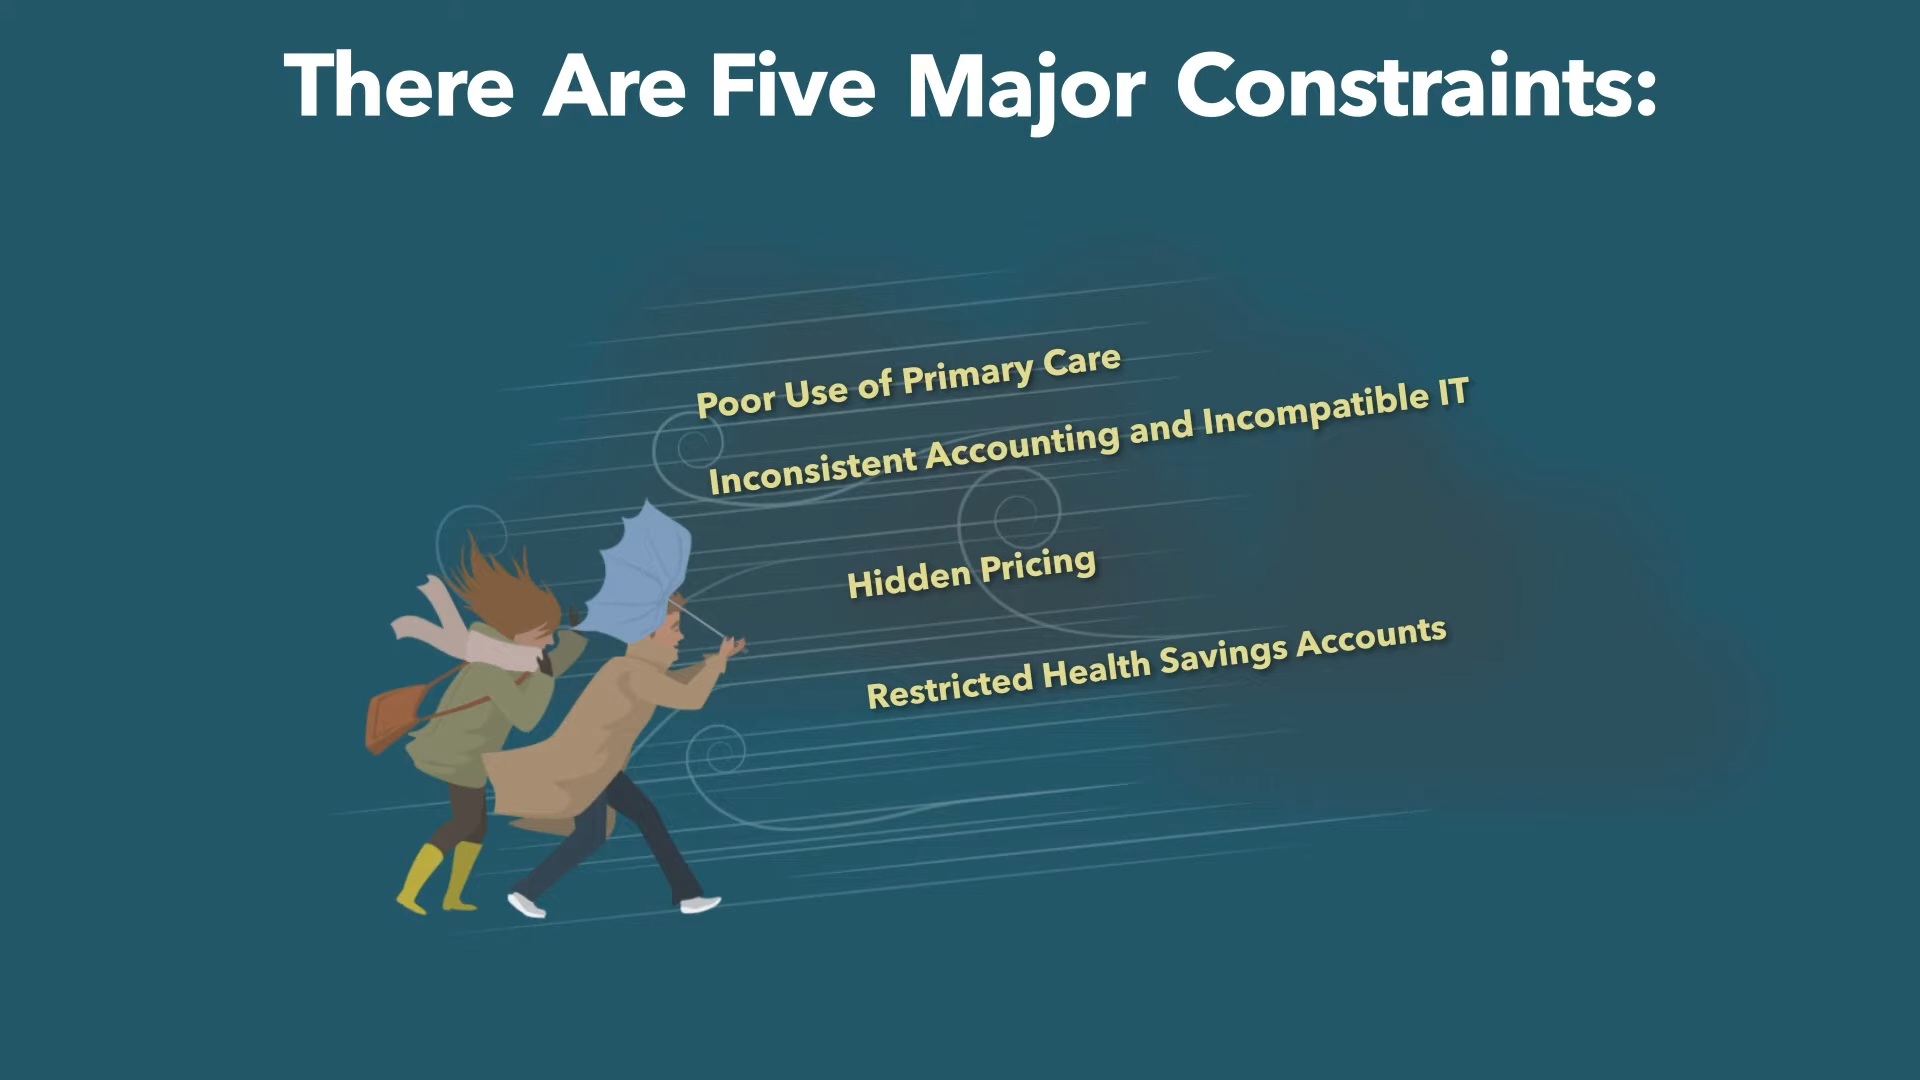 There Are Five Major Constraints:
Poor Use of Primary Care
Inconsistent Accounting and Incompatible IT
Hidden Pricing
Restricted Health Savings Accounts